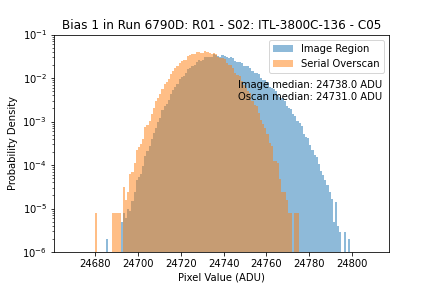 Bias 1 in Run 6790D: R01 - S02: ITL-3800C-136 - C05
Image Region
Serial Overscan
Image median: 24738.0 ADU
Oscan median: 24731.0 ADU
Probability Density
10⁻¹
10⁻²
10⁻³
10⁻⁴
10⁻⁵
10⁻⁶
24680 24700 24720 24740 24760 24780 24800
Pixel Value (ADU)